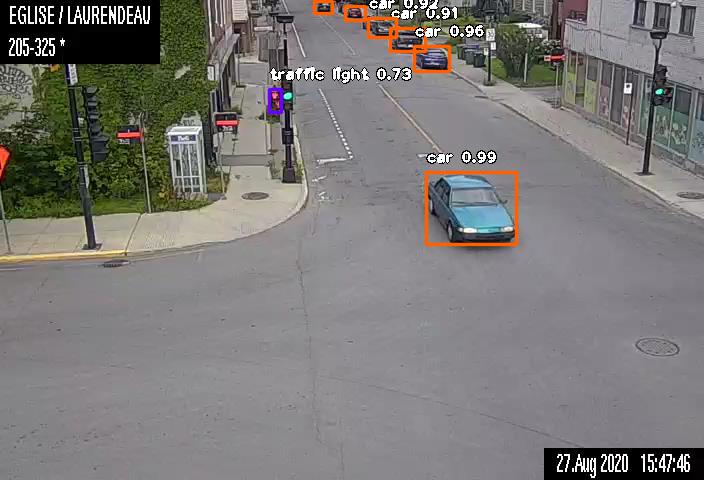 EGLISE / LAURENDEAU
205-325 *
car 0.92
car 0.91
car 0.96
traffic light 0.73
car 0.99
27.Aug 2020 15:47:46